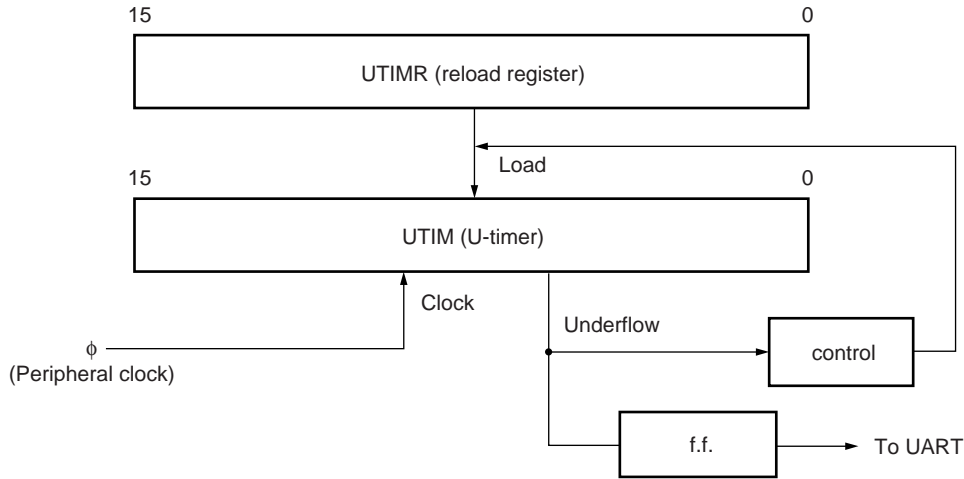 15 0
UTIMR (reload register)
Load
15 0
UTIM (U-timer)
Clock
Underflow
control
ϕ
(Peripheral clock)
f.f.
To UART